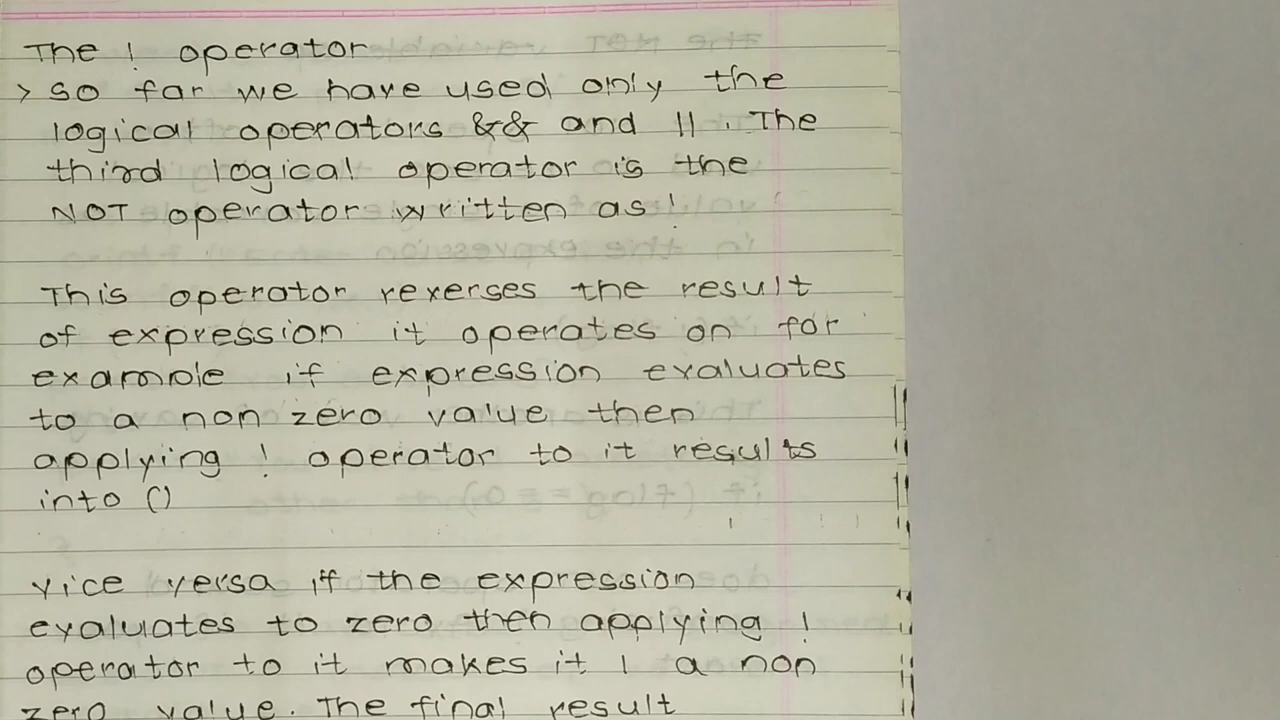 The ! operator
> so far we have used only the
logical operators && and ||. The
third logical operator is the
NOT operator written as !
This operator reverses the result
of expression it operates on for
example if expression evaluates
to a non zero value then
applying ! operator to it results
into 0
vice versa if the expression
evaluates to zero then applying !
operator to it makes it 1 a non
zero value. The final result